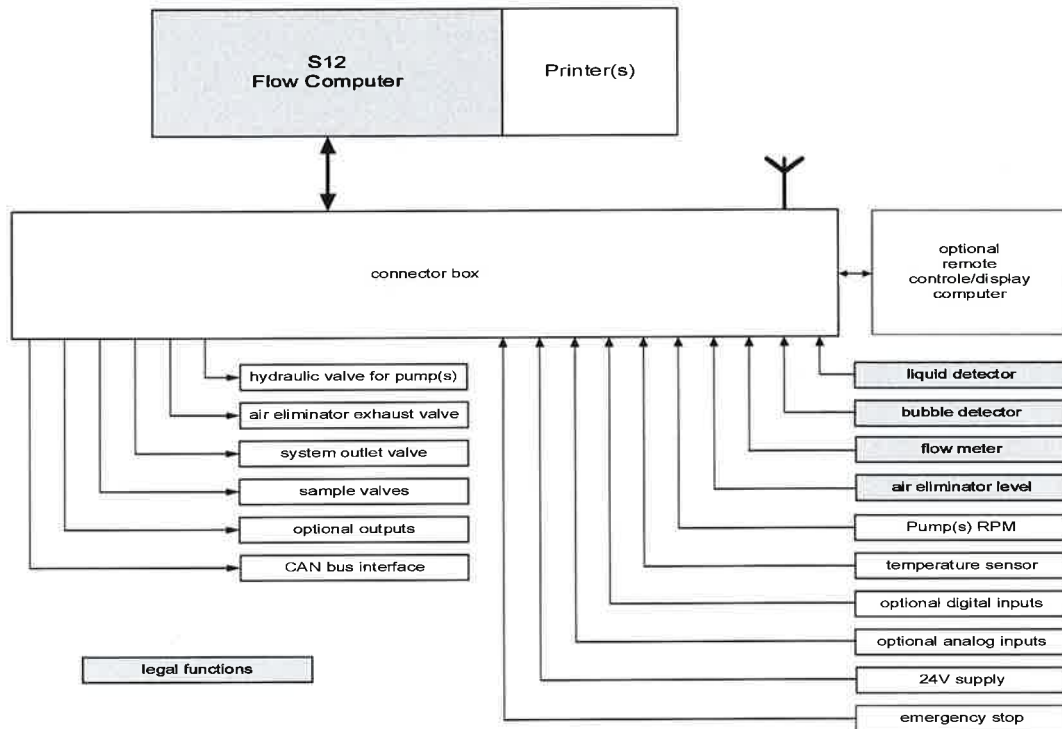 S12
Flow Computer
Printer(s)
connector box
optional
remote
controle/display
computer
hydraulic valve for pump(s)
air eliminator exhaust valve
system outlet valve
sample valves
optional outputs
CAN bus interface
liquid detector
bubble detector
flow meter
air eliminator level
Pump(s) RPM
temperature sensor
optional digital inputs
optional analog inputs
24V supply
emergency stop
legal functions